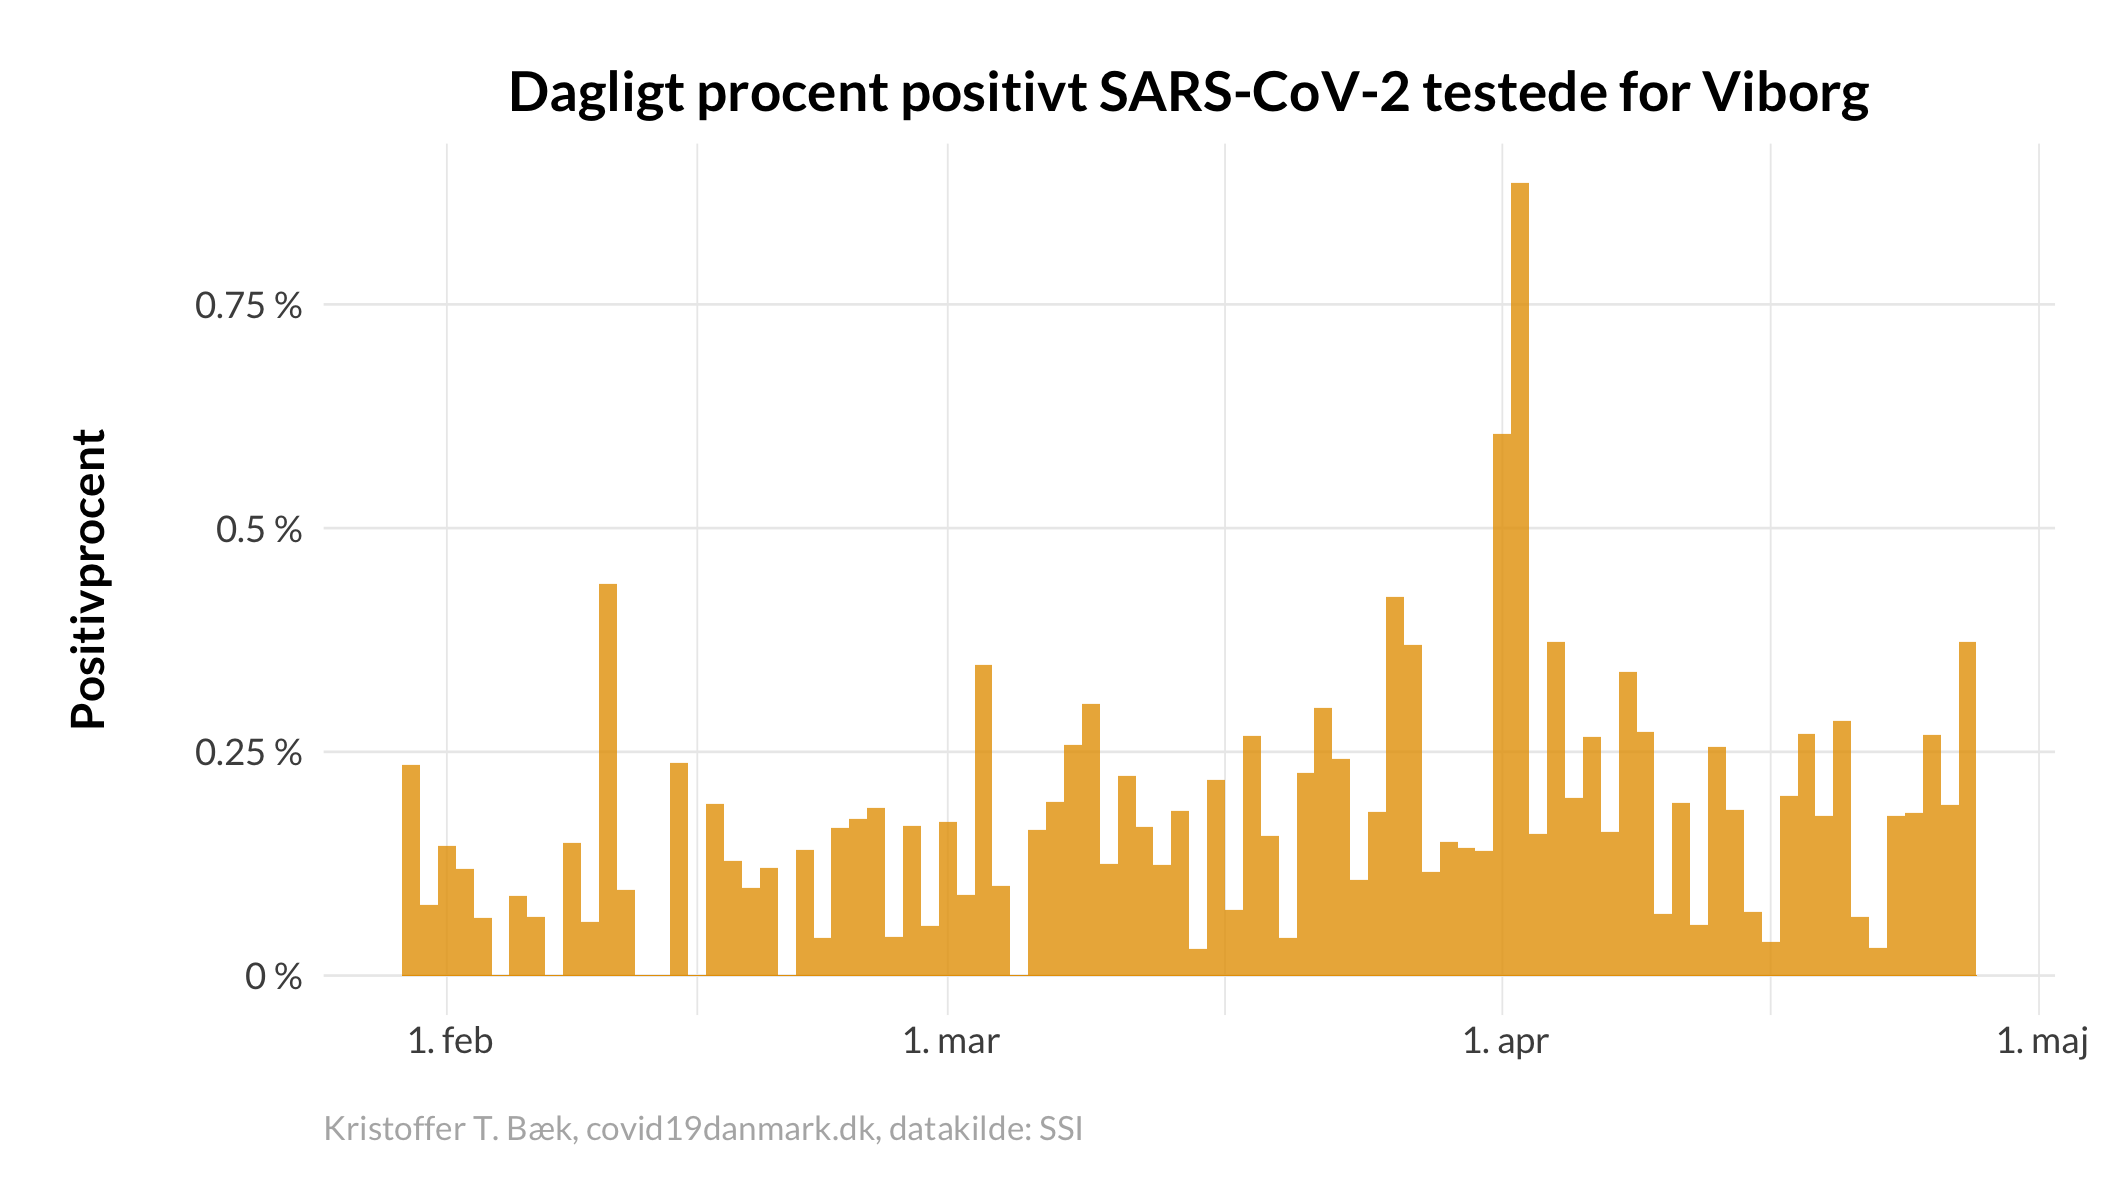 Dagligt procent positivt SARS-CoV-2 testede for Viborg
Positivprocent
0.75 %
0.5 %
0.25 %
0 %
1. feb
1. mar
1. apr
1. maj
Kristoffer T. Bæk, covid19danmark.dk, datakilde: SSI